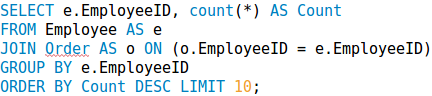 SELECT e.EmployeeID, count(*) AS Count
FROM Employee AS e
JOIN Order AS o ON (o.EmployeeID = e.EmployeeID)
GROUP BY e.EmployeeID
ORDER BY Count DESC LIMIT 10;